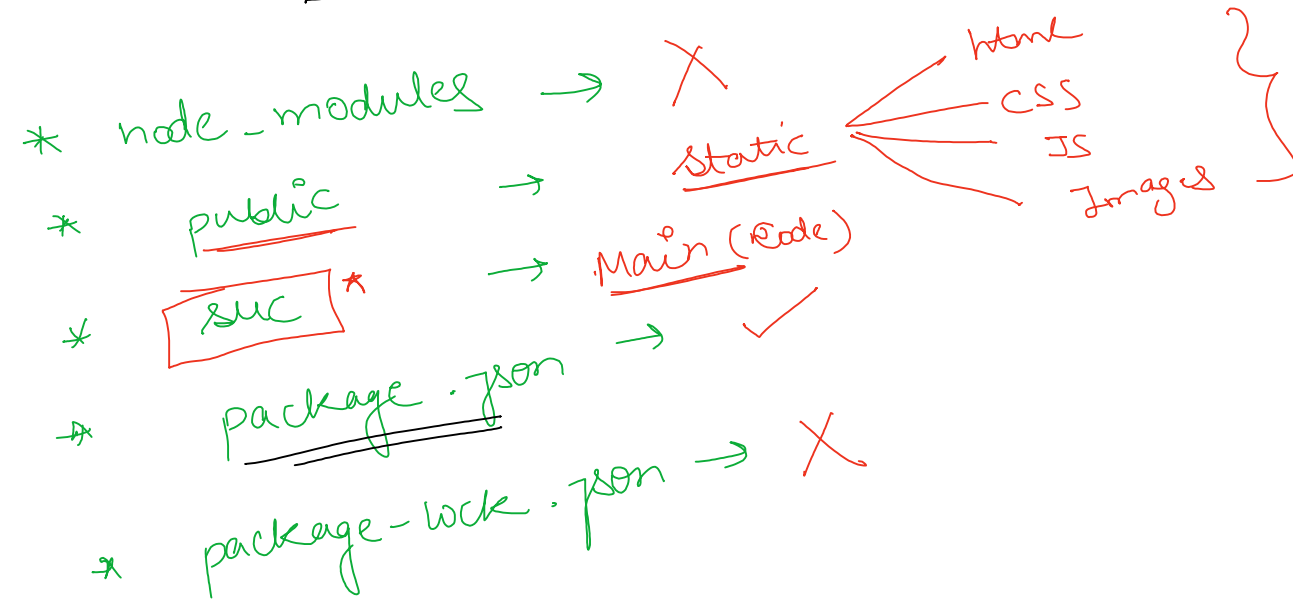 * node_modules → X
* public → static html CSS JS Images
* src * → Main (Code)
* package.json → ✓
* package-lock.json → X